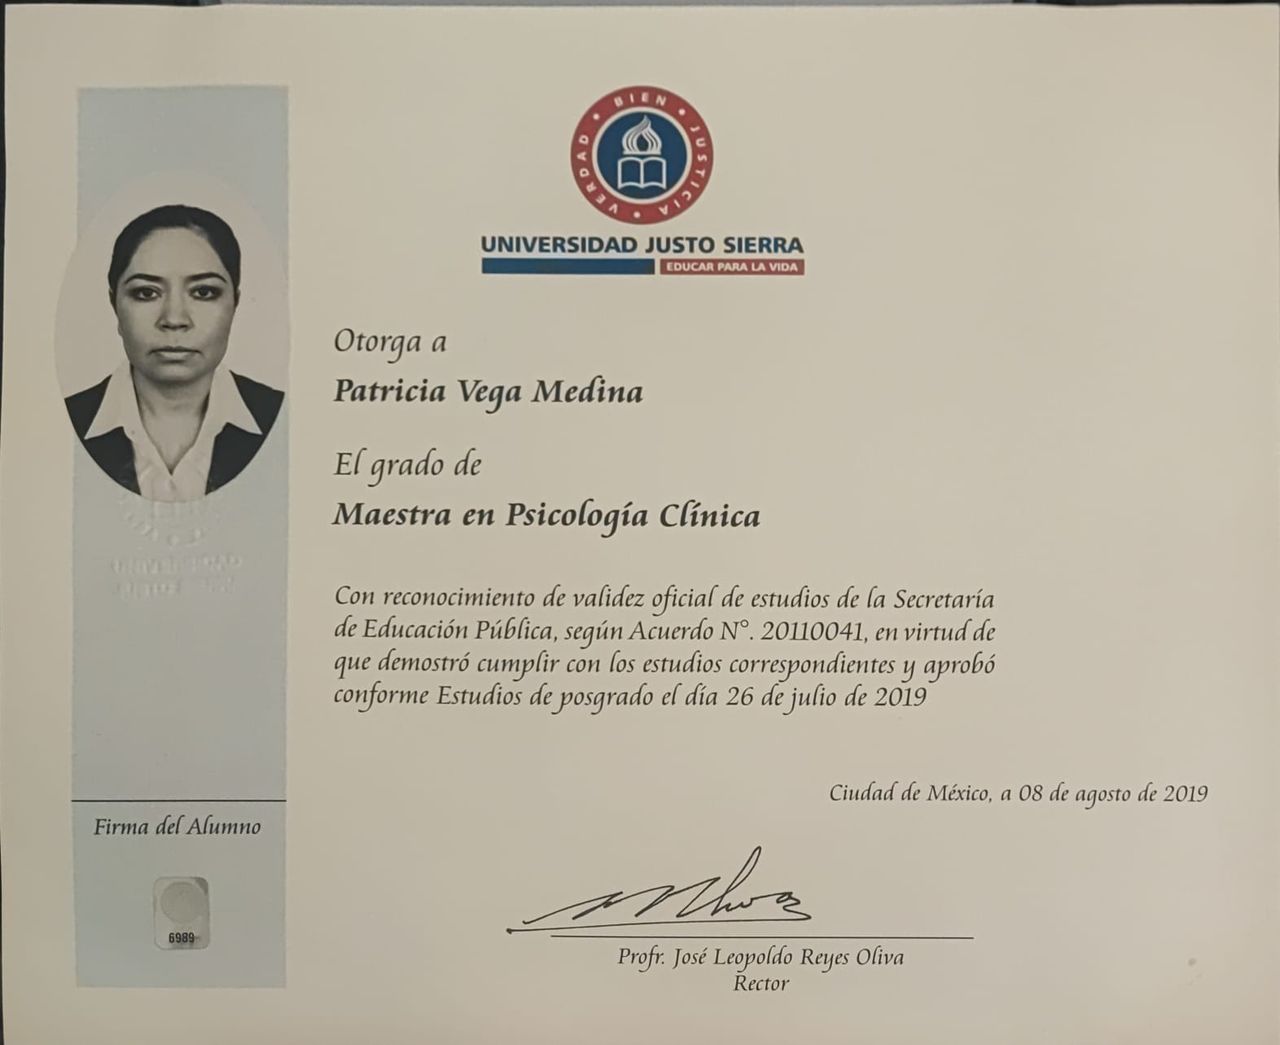 VERDAD • BIEN • JUSTICIA •
UNIVERSIDAD JUSTO SIERRA
EDUCAR PARA LA VIDA
Otorga a
Patricia Vega Medina
El grado de
Maestra en Psicología Clínica
Con reconocimiento de validez oficial de estudios de la Secretaría
de Educación Pública, según Acuerdo N°. 20110041, en virtud de
que demostró cumplir con los estudios correspondientes y aprobó
conforme Estudios de posgrado el día 26 de julio de 2019
Ciudad de México, a 08 de agosto de 2019
Firma del Alumno
6989
Profr. José Leopoldo Reyes Oliva
Rector